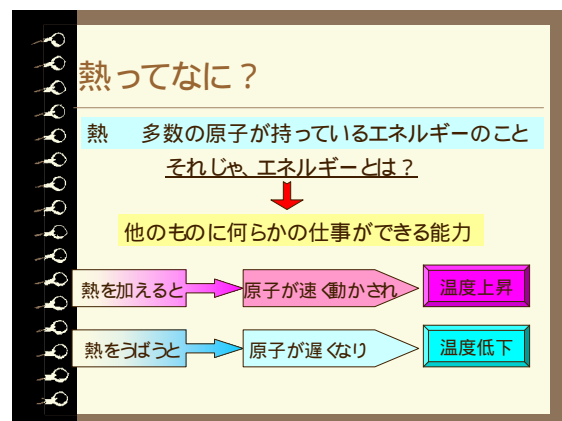 熱ってなに？
熱　多数の原子が持っているエネルギーのこと
それじゃ、エネルギーとは？
他のものに何らかの仕事ができる能力
熱を加えると 原子が速く動かされ 温度上昇
熱をうばうと 原子が遅くなり 温度低下